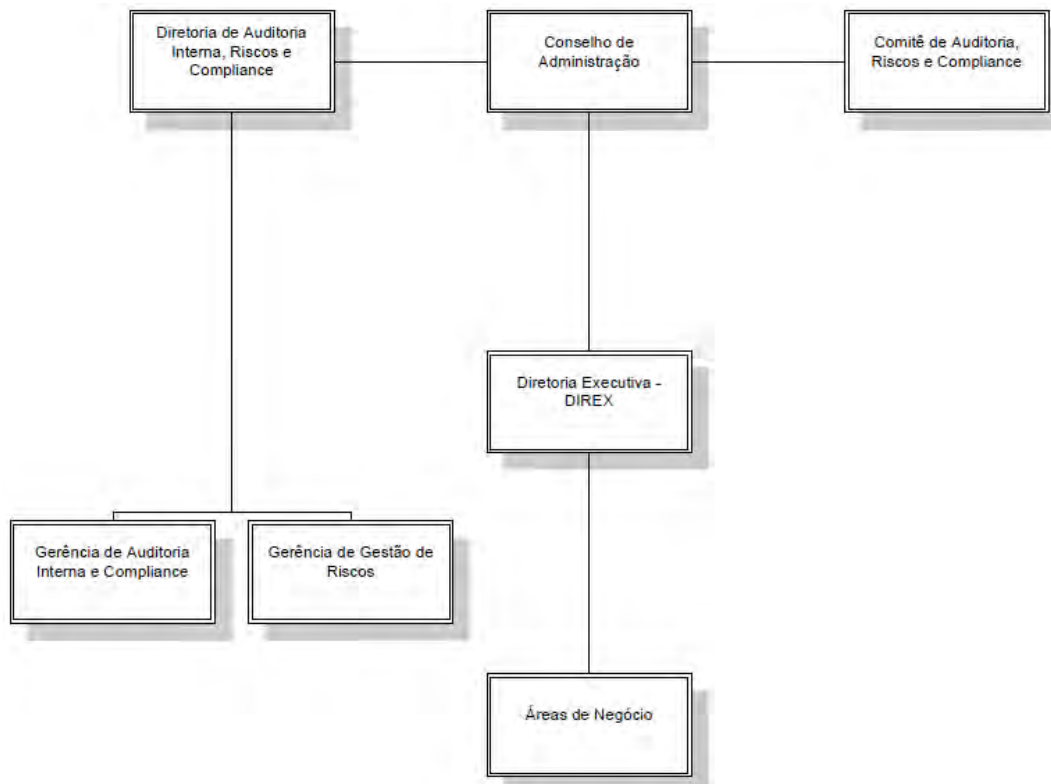 Diretoria de Auditoria
Interna, Riscos e
Compliance
Conselho de
Administração
Comitê de Auditoria,
Riscos e Compliance
Diretoria Executiva -
DIREX
Gerência de Auditoria
Interna e Compliance
Gerência de Gestão de
Riscos
Áreas de Negócio